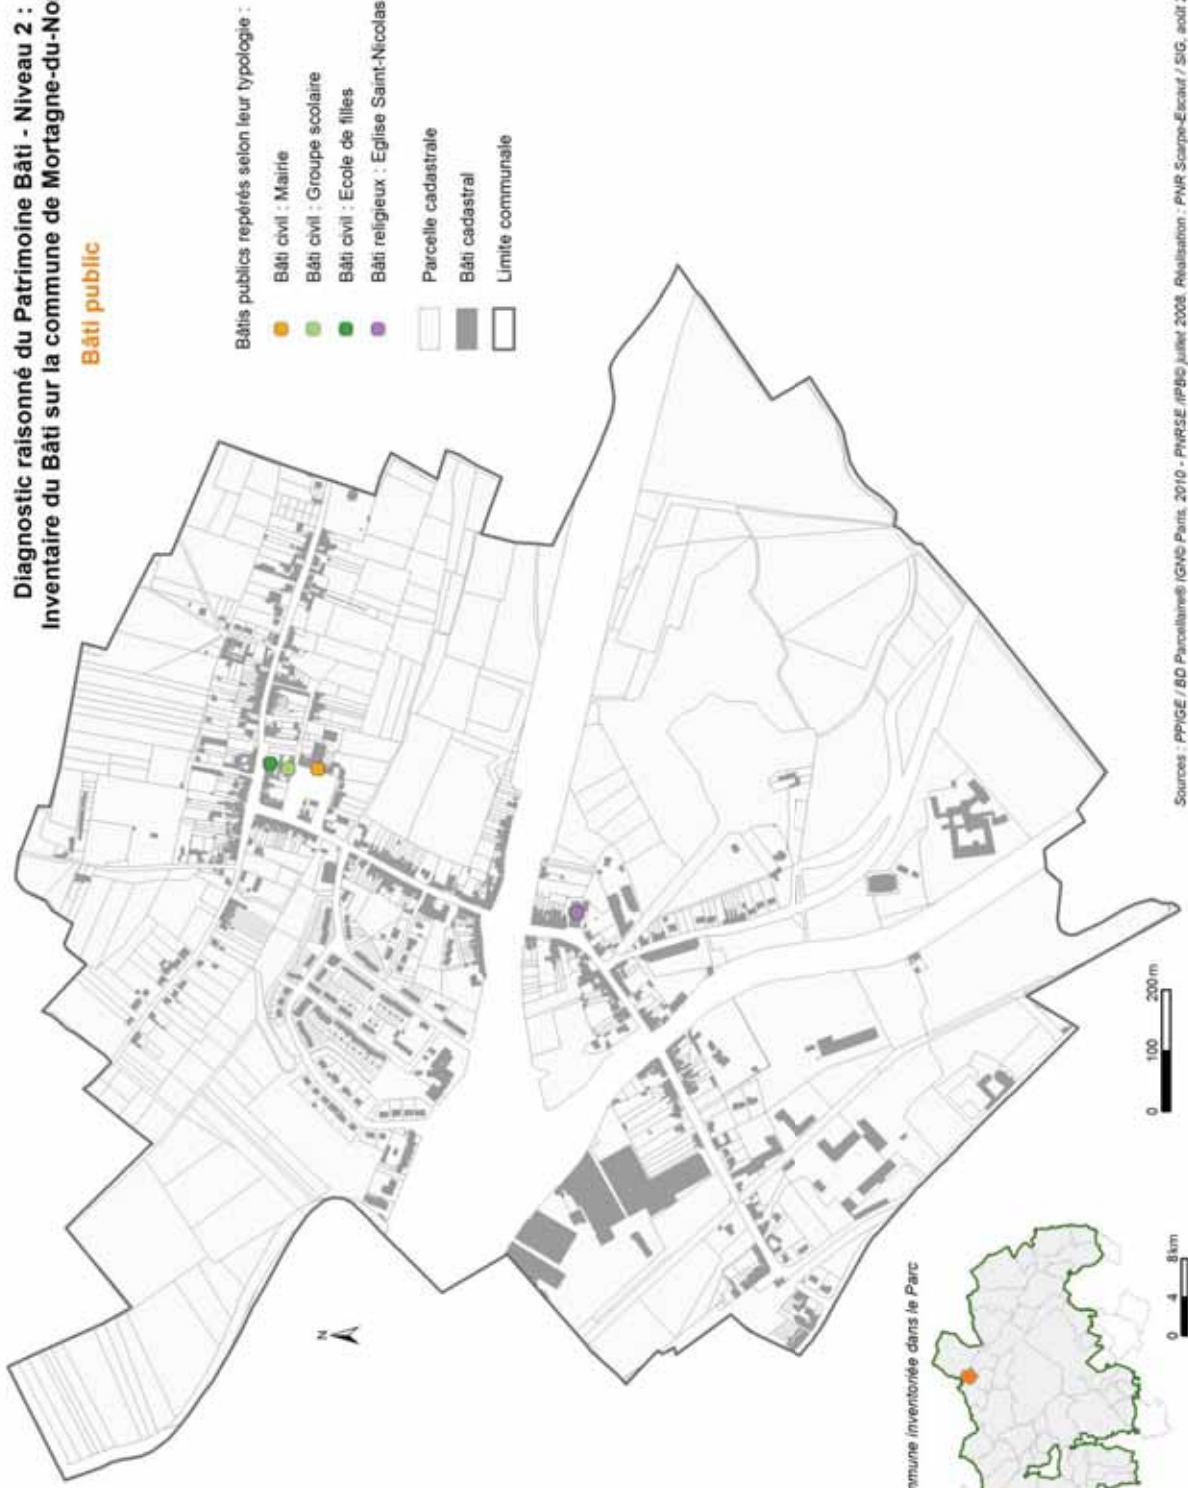 Diagnostic raisonné du Patrimoine Bâti - Niveau 2 :
Inventaire du Bâti sur la commune de Mortagne-du-No
Bâti public
Bâtis publics repérés selon leur typologie :
Bâti civil : Mairie
Bâti civil : Groupe scolaire
Bâti civil : Ecole de filles
Bâti religieux : Eglise Saint-Nicolas
Parcelle cadastrale
Bâti cadastral
Limite communale
N
0 100 200 m
mmune inventoriée dans le Parc
0 4 8 km
Sources : PPIGE / BD Parcellaire® IGN© Paris, 2010 - PNRSE /IPB© juillet 2008. Réalisation : PNR Scarpe-Escaut / SIG, août